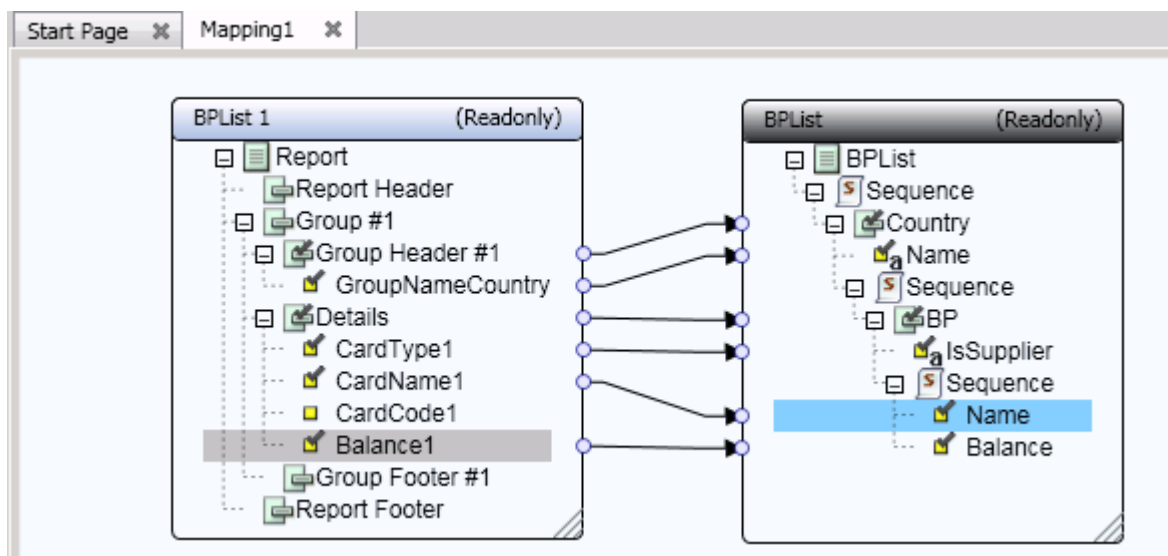 Start Page
Mapping1
BPList 1 (Readonly)
Report
Report Header
Group #1
Group Header #1
GroupNameCountry
Details
CardType1
CardName1
CardCode1
Balance1
Group Footer #1
Report Footer
BPList (Readonly)
BPList
S Sequence
Country
a Name
S Sequence
BP
a IsSupplier
S Sequence
Name
Balance